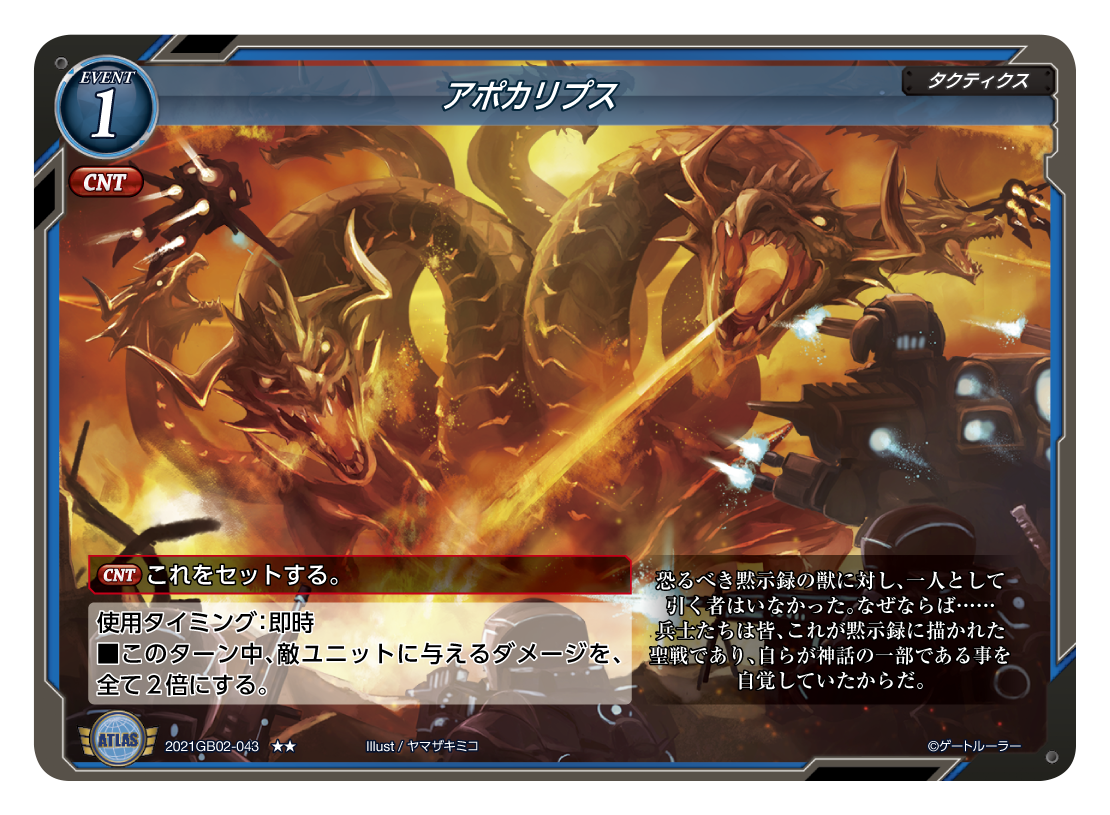 EVENT
1
アポカリプス
タクティクス
CNT
CNT これをセットする。
使用タイミング：即時
■このターン中、敵ユニットに与えるダメージを、
全て２倍にする。
恐るべき黙示録の獣に対し、一人として
引く者はいなかった。なぜならば……
兵士たちは皆、これが黙示録に描かれた
聖戦であり、自らが神話の一部である事を
自覚していたからだ。
ATLAS
2021GB02-043 ★★
Illust / ヤマザキミコ
©ゲートルーラー